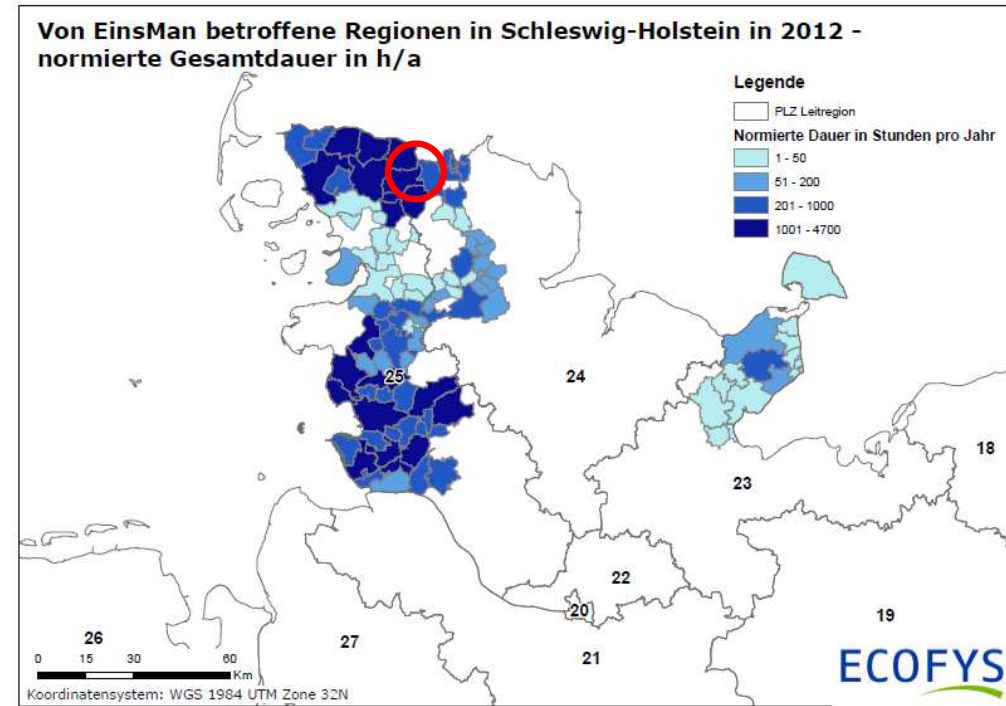 Von EinsMan betroffene Regionen in Schleswig-Holstein in 2012 -
normierte Gesamtdauer in h/a
Legende
PLZ Leitregion
Normierte Dauer in Stunden pro Jahr
1 - 50
51 - 200
201 - 1000
1001 - 4700
25
24
18
23
22
20
19
26
27
21
0 15 30 60
Km
Koordinatensystem: WGS 1984 UTM Zone 32N
ECOFYS